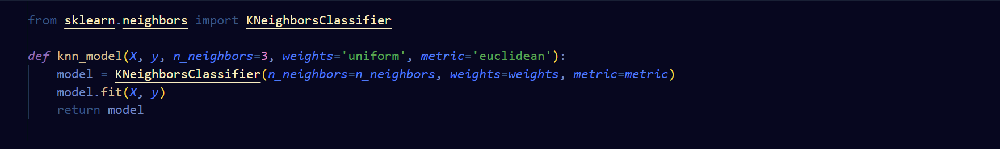 from sklearn.neighbors import KNeighborsClassifier
def knn_model(X, y, n_neighbors=3, weights='uniform', metric='euclidean'):
    model = KNeighborsClassifier(n_neighbors=n_neighbors, weights=weights, metric=metric)
    model.fit(X, y)
    return model